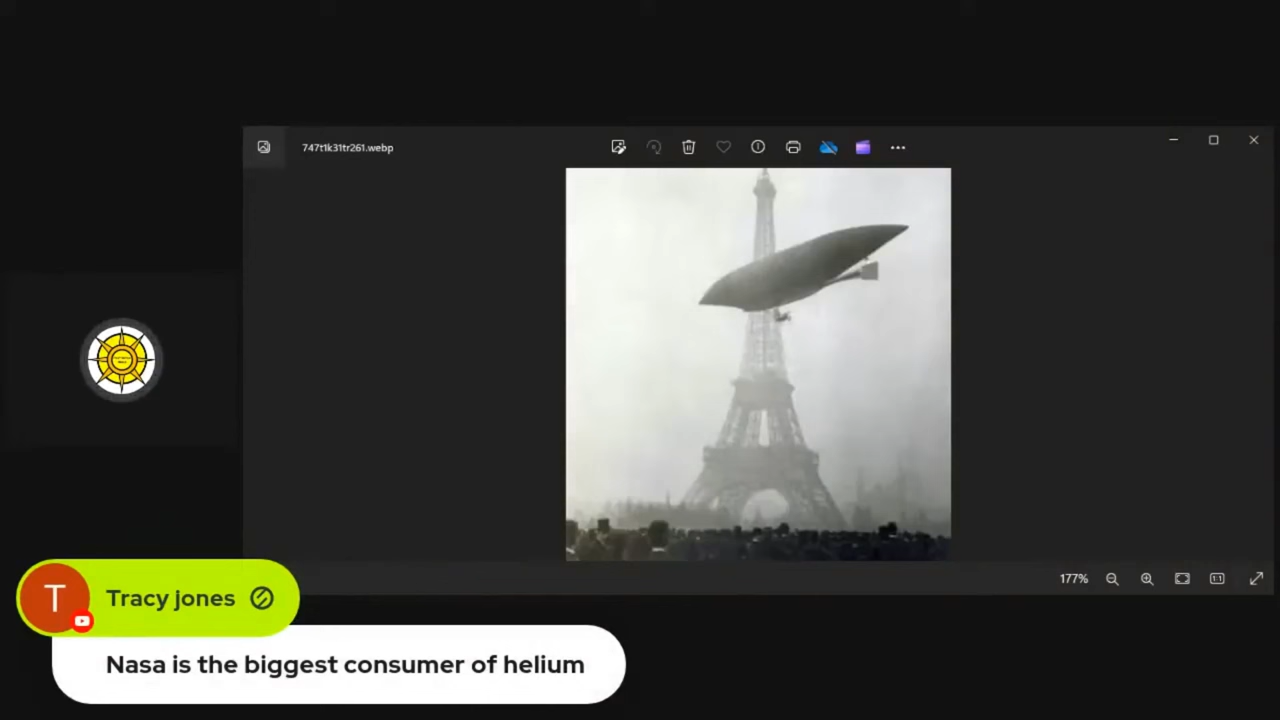 747t1k31tr261.webp
177%
T
Tracy jones
Nasa is the biggest consumer of helium